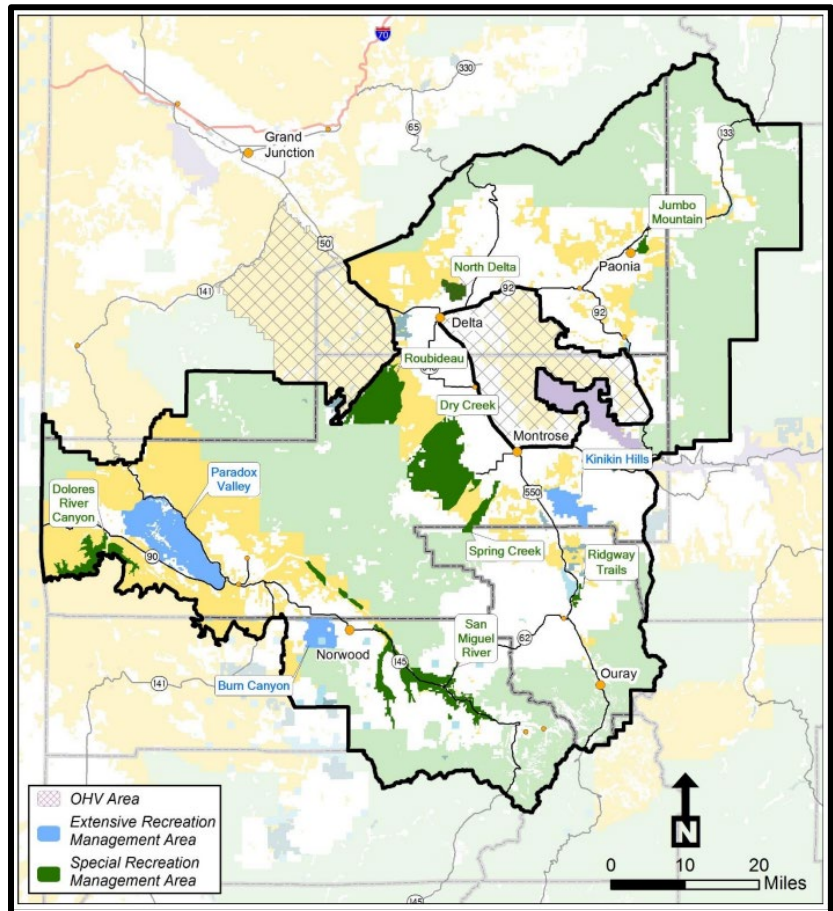 70
330
65
133
Grand
Junction
Jumbo
Mountain
50
North Delta
Paonia
141
92
Delta
92
Roubideau
Dry Creek
Montrose
Kinikin Hills
Paradox
Valley
550
Dolores
River
Canyon
Spring Creek
Ridgway
Trails
90
San
Miguel
River
62
Norwood
145
Ouray
141
Burn Canyon
OHV Area
Extensive Recreation
Management Area
Special Recreation
Management Area
N
0 10 20
Miles
145